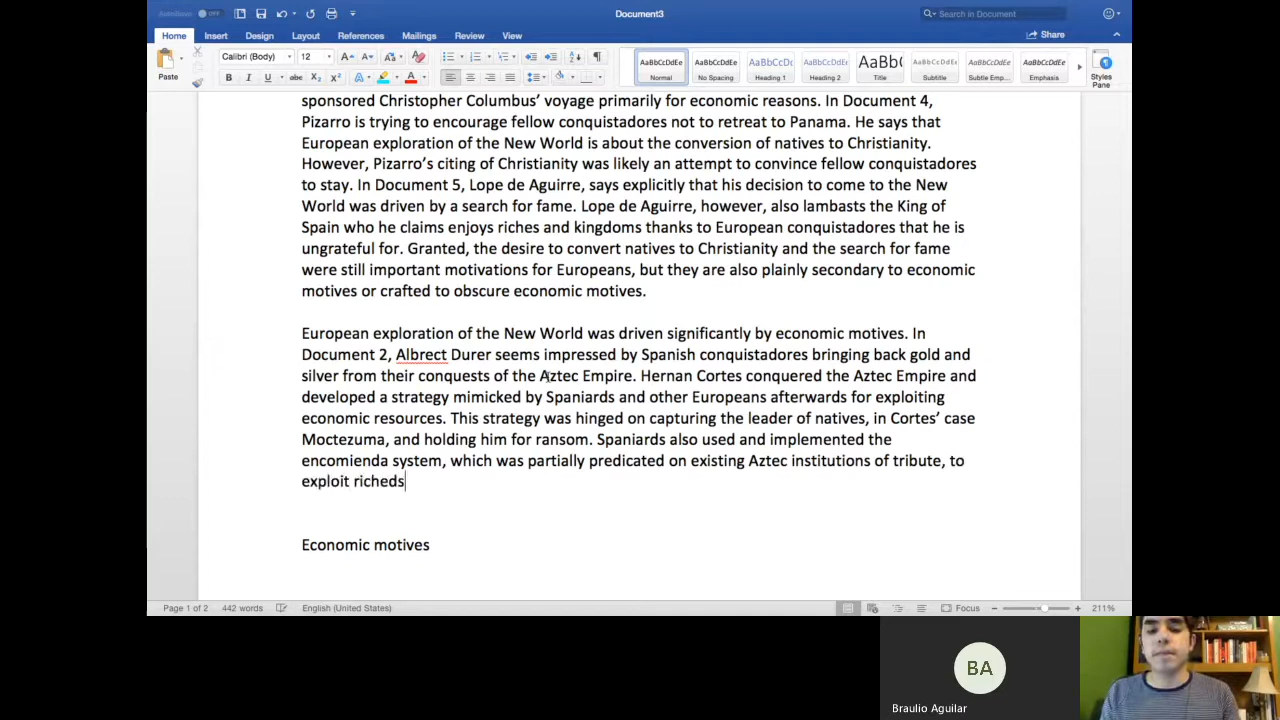 AutoSave OFF
Document3
Search in Document
Home Insert Design Layout References Mailings Review View
Share
Paste
Calibri (Body) 12
B I U abc X2 X2 A A
AaBbCcDdEe AaBbCcDdEe AaBbCcDc AaBbCcDdEe AaBbC AaBbCcDdEe AaBbCcDdEe AaBbCcDdEe
Normal No Spacing Heading 1 Heading 2 Title Subtitle Subtle Emp... Emphasis
Styles
Pane
sponsored Christopher Columbus’ voyage primarily for economic reasons. In Document 4,
Pizarro is trying to encourage fellow conquistadores not to retreat to Panama. He says that
European exploration of the New World is about the conversion of natives to Christianity.
However, Pizarro’s citing of Christianity was likely an attempt to convince fellow conquistadores
to stay. In Document 5, Lope de Aguirre, says explicitly that his decision to come to the New
World was driven by a search for fame. Lope de Aguirre, however, also lambasts the King of
Spain who he claims enjoys riches and kingdoms thanks to European conquistadores that he is
ungrateful for. Granted, the desire to convert natives to Christianity and the search for fame
were still important motivations for Europeans, but they are also plainly secondary to economic
motives or crafted to obscure economic motives.
European exploration of the New World was driven significantly by economic motives. In
Document 2, Albrect Durer seems impressed by Spanish conquistadores bringing back gold and
silver from their conquests of the Aztec Empire. Hernan Cortes conquered the Aztec Empire and
developed a strategy mimicked by Spaniards and other Europeans afterwards for exploiting
economic resources. This strategy was hinged on capturing the leader of natives, in Cortes’ case
Moctezuma, and holding him for ransom. Spaniards also used and implemented the
encomienda system, which was partially predicated on existing Aztec institutions of tribute, to
exploit richeds
Economic motives
Page 1 of 2 442 words English (United States) Focus 211%
BA
Braulio Aguilar